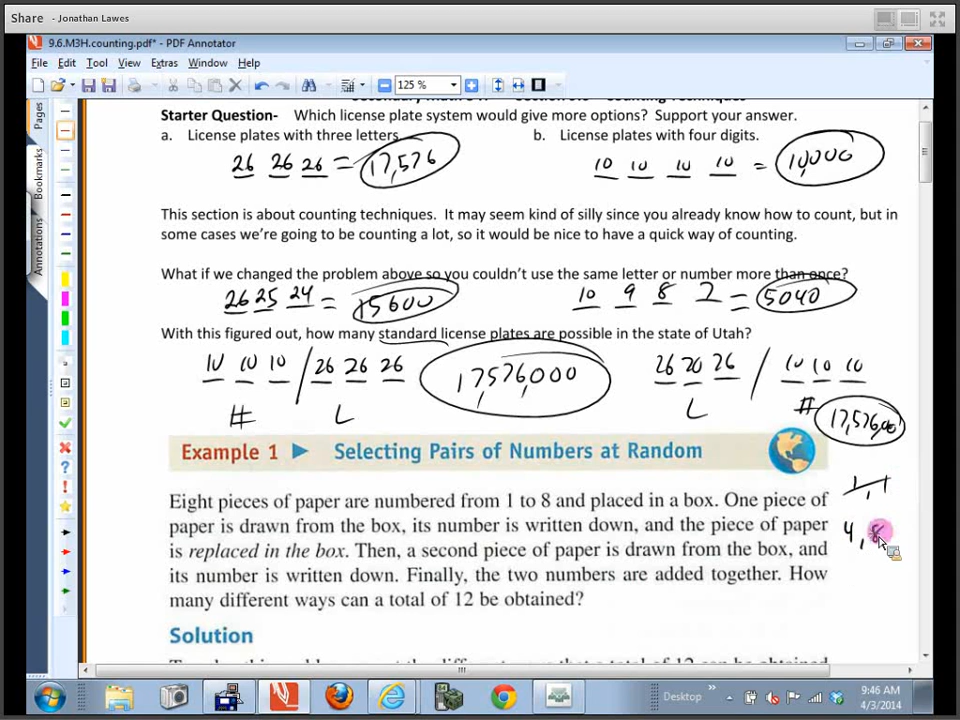 Share - Jonathan Lawes
9.6.M3H.counting.pdf* - PDF Annotator
File Edit Tool View Extras Window Help
125 %
Pages
Bookmarks
Annotations
Starter Question- Which license plate system would give more options? Support your answer.
a. License plates with three letters. b. License plates with four digits.
26 26 26 = 17,576 10 10 10 10 = 10,000
This section is about counting techniques. It may seem kind of silly since you already know how to count, but in
some cases we're going to be counting a lot, so it would be nice to have a quick way of counting.
What if we changed the problem above so you couldn't use the same letter or number more than once?
26 25 24 = 15600 10 9 8 7 = 5040
With this figured out, how many standard license plates are possible in the state of Utah?
10 10 10 / 26 26 26 17,576,000 26 20 26 / 10 10 10
# L L # 17,576,00
Example 1 ► Selecting Pairs of Numbers at Random
1, 1
Eight pieces of paper are numbered from 1 to 8 and placed in a box. One piece of
paper is drawn from the box, its number is written down, and the piece of paper
4, 8
is replaced in the box. Then, a second piece of paper is drawn from the box, and
its number is written down. Finally, the two numbers are added together. How
many different ways can a total of 12 be obtained?
Solution
Desktop
9:46 AM
4/3/2014